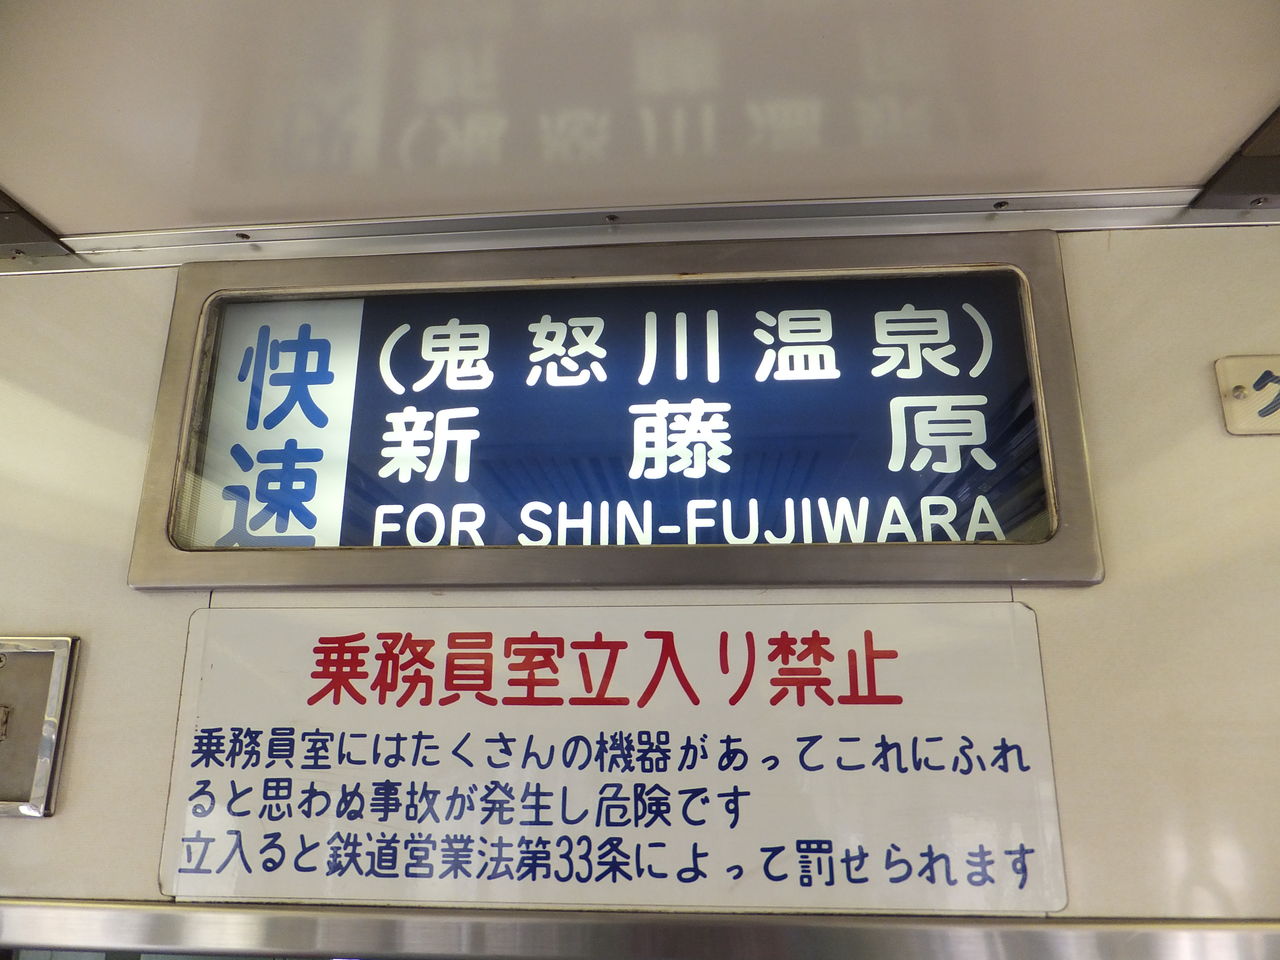 快速
(鬼怒川温泉)
新藤原
FOR SHIN-FUJIWARA
乗務員室立入り禁止
乗務員室にはたくさんの機器があってこれにふれ
ると思わぬ事故が発生し危険です
立入ると鉄道営業法第33条によって罰せられます